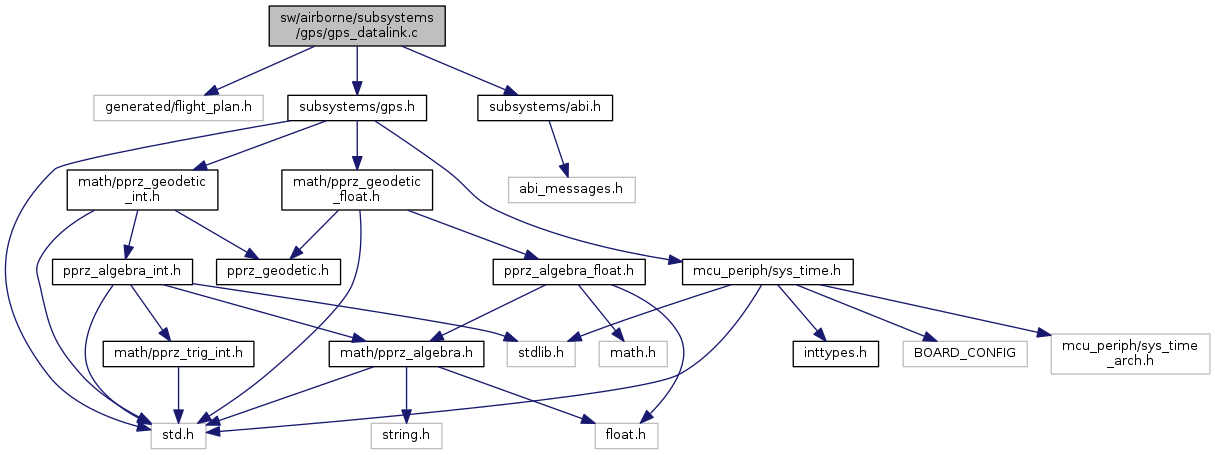 sw/airborne/subsystems
/gps/gps_datalink.c
generated/flight_plan.h
subsystems/gps.h
subsystems/abi.h
math/pprz_geodetic
_int.h
math/pprz_geodetic
_float.h
abi_messages.h
pprz_algebra_int.h
pprz_geodetic.h
pprz_algebra_float.h
mcu_periph/sys_time.h
math/pprz_trig_int.h
math/pprz_algebra.h
stdlib.h
math.h
inttypes.h
BOARD_CONFIG
mcu_periph/sys_time
_arch.h
std.h
string.h
float.h